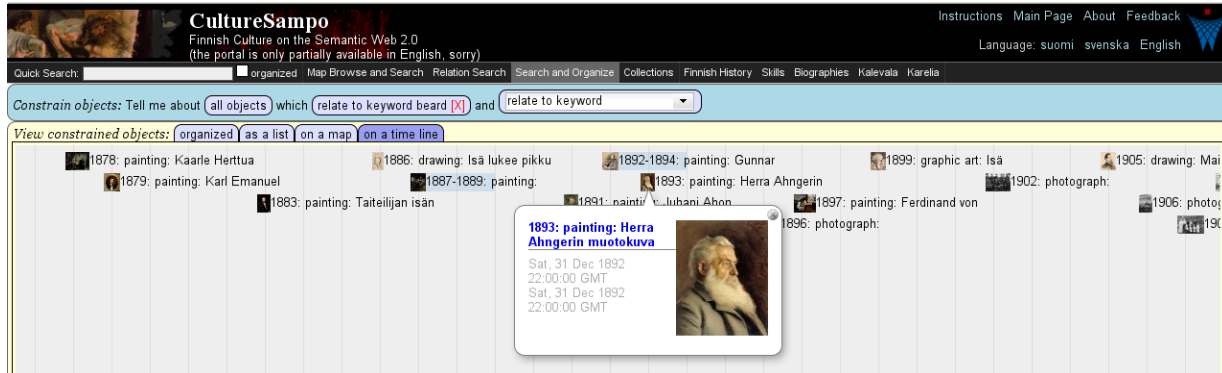 CultureSampo
Finnish Culture on the Semantic Web 2.0
(the portal is only partially available in English, sorry)
Instructions Main Page About Feedback
Language: suomi svenska English
Quick Search: organized Map Browse and Search Relation Search Search and Organize Collections Finnish History Skills Biographies Kalevala Karelia
Constrain objects: Tell me about all objects which relate to keyword beard [X] and relate to keyword
View constrained objects: organized as a list on a map on a time line
1878: painting: Kaarle Herttua 1886: drawing: Isä lukee pikku 1892-1894: painting: Gunnar 1899: graphic art: Isä 1905: drawing: Mai
1879: painting: Karl Emanuel 1887-1889: painting: 1893: painting: Herra Ahngerin 1902: photograph:
1883: painting: Taiteilijan isän 1891: painting: Juhani Ahon 1897: painting: Ferdinand von 1906: photog
1896: photograph: 190
1893: painting: Herra
Ahngerin muotokuva
Sat, 31 Dec 1892
22:00:00 GMT
Sat, 31 Dec 1892
22:00:00 GMT